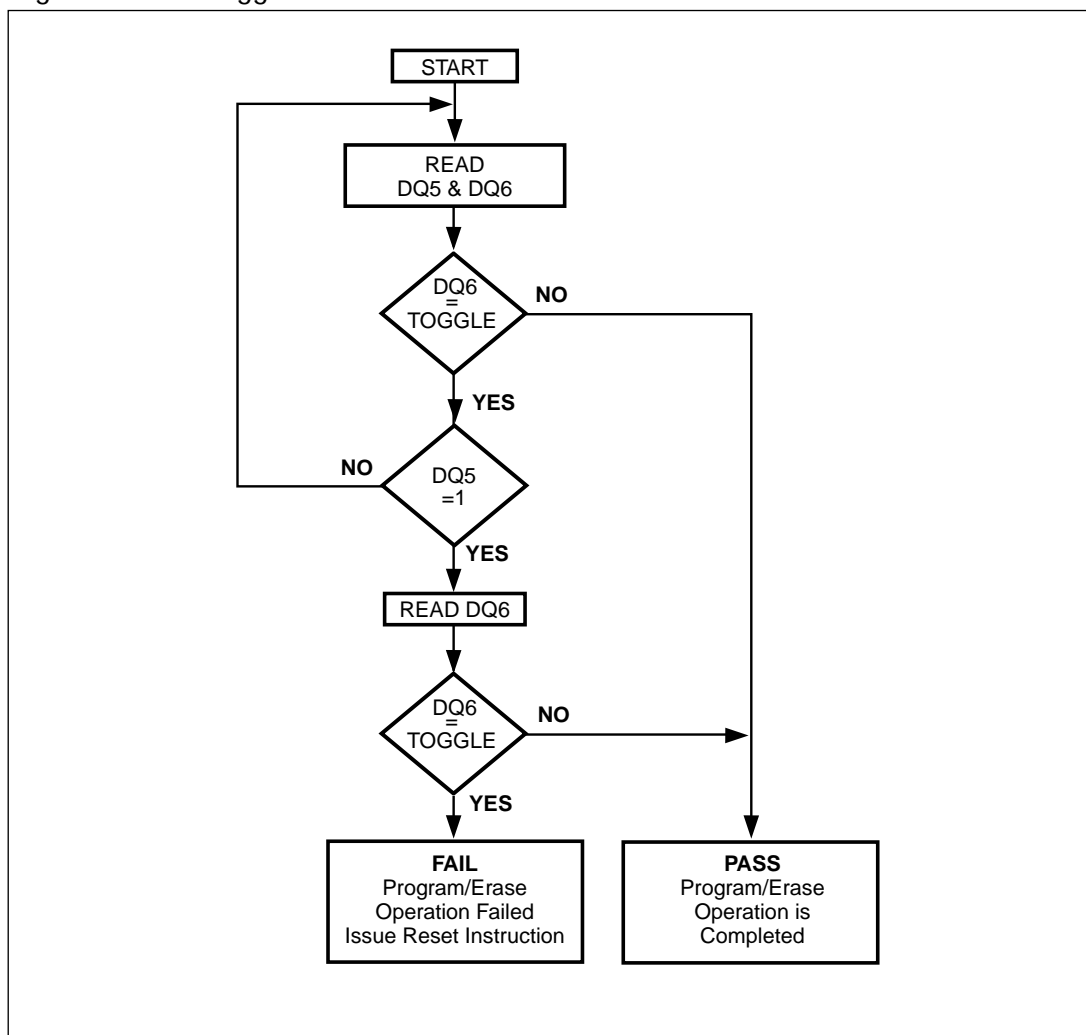 START
READ
DQ5 & DQ6
DQ6
=
TOGGLE
NO
YES
NO
DQ5
=1
YES
READ DQ6
DQ6
=
TOGGLE
NO
YES
FAIL
Program/Erase
Operation Failed
Issue Reset Instruction
PASS
Program/Erase
Operation is
Completed